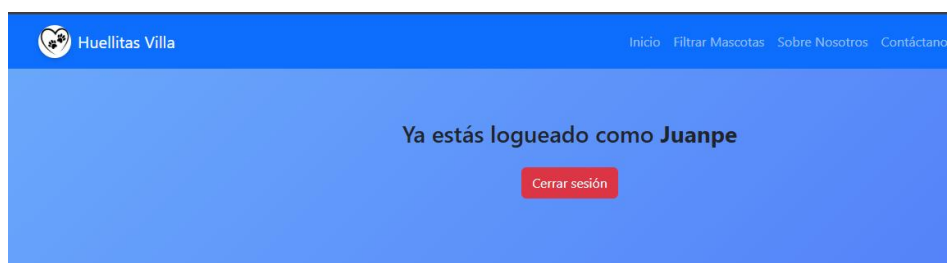 Huellitas Villa
Inicio Filtrar Mascotas Sobre Nosotros Contáctano
Ya estás logueado como Juanpe
Cerrar sesión